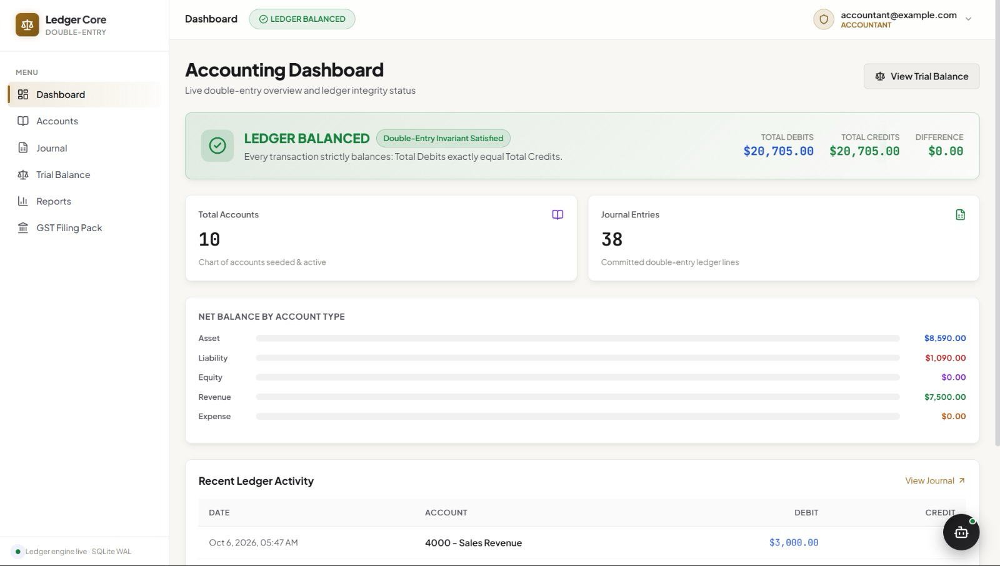 Ledger Core
DOUBLE-ENTRY
MENU
Dashboard
Accounts
Journal
Trial Balance
Reports
GST Filing Pack
Ledger engine live · SQLite WAL
Dashboard
LEDGER BALANCED
accountant@example.com
ACCOUNTANT
Accounting Dashboard
Live double-entry overview and ledger integrity status
View Trial Balance
LEDGER BALANCED
Double-Entry Invariant Satisfied
Every transaction strictly balances: Total Debits exactly equal Total Credits.
TOTAL DEBITS
$20,705.00
TOTAL CREDITS
$20,705.00
DIFFERENCE
$0.00
Total Accounts
10
Chart of accounts seeded & active
Journal Entries
38
Committed double-entry ledger lines
NET BALANCE BY ACCOUNT TYPE
Asset $8,590.00
Liability $1,090.00
Equity $0.00
Revenue $7,500.00
Expense $0.00
Recent Ledger Activity
View Journal
DATE ACCOUNT DEBIT CREDIT
Oct 6, 2026, 05:47 AM 4000 - Sales Revenue $3,000.00